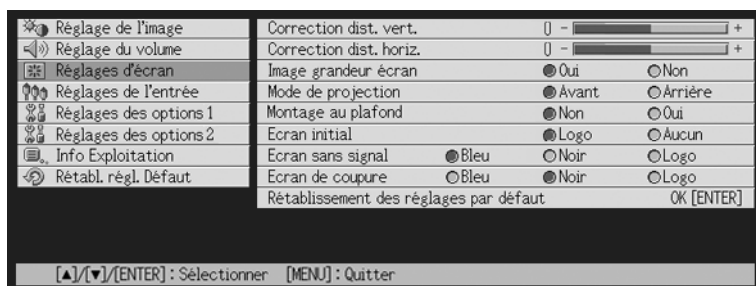 Réglage de l'image
Réglage du volume
Réglages d'écran
Réglages de l'entrée
Réglages des options 1
Réglages des options 2
Info Exploitation
Rétabl. régl. Défaut
Correction dist. vert. 0 - +
Correction dist. horiz. 0 - +
Image grandeur écran Oui Non
Mode de projection Avant Arrière
Montage au plafond Non Oui
Ecran initial Logo Aucun
Ecran sans signal Bleu Noir Logo
Ecran de coupure Bleu Noir Logo
Rétablissement des réglages par défaut OK [ENTER]
[▲]/[▼]/[ENTER] : Sélectionner [MENU] : Quitter